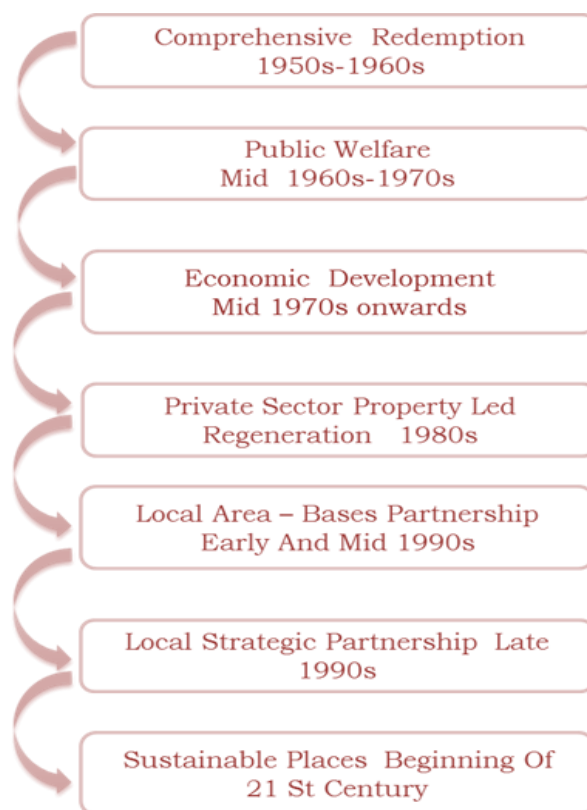 Comprehensive Redemption
1950s-1960s
Public Welfare
Mid 1960s-1970s
Economic Development
Mid 1970s onwards
Private Sector Property Led
Regeneration 1980s
Local Area – Bases Partnership
Early And Mid 1990s
Local Strategic Partnership Late
1990s
Sustainable Places Beginning Of
21 St Century